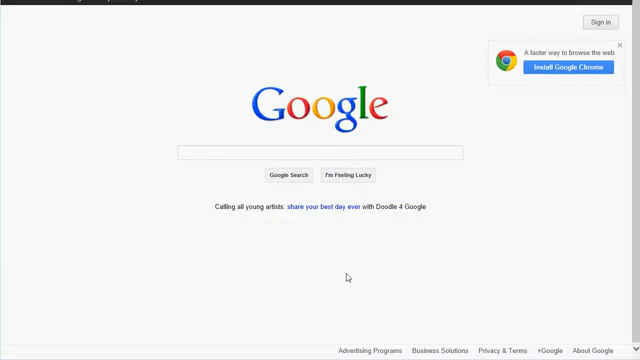 Sign in
A faster way to browse the web
Install Google Chrome
Google
Google Search I'm Feeling Lucky
Calling all young artists: share your best day ever with Doodle 4 Google
Advertising Programs Business Solutions Privacy & Terms +Google About Google